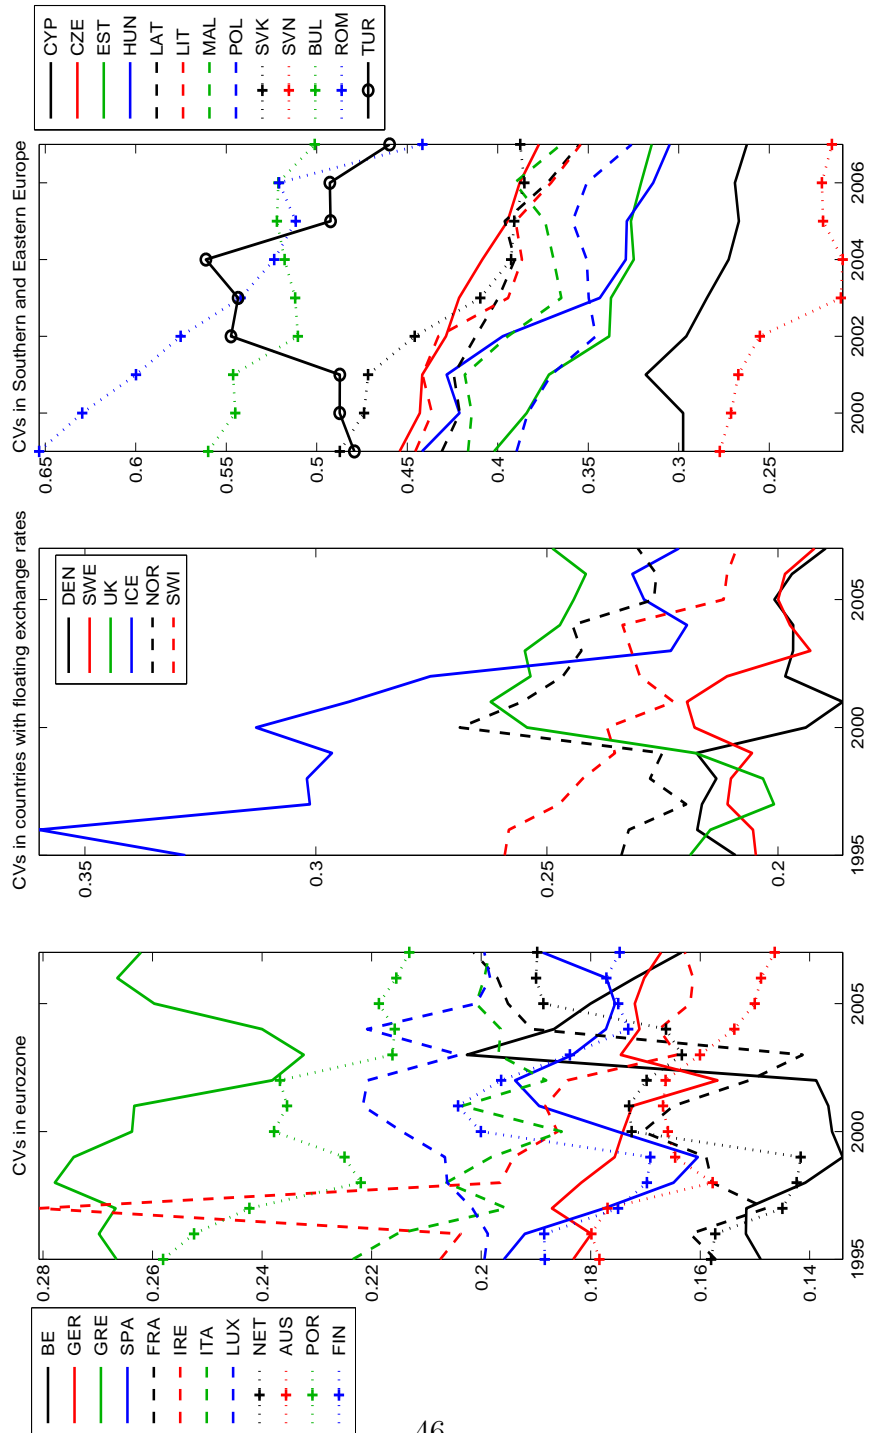 CVs in eurozone
0.28
0.26
0.24
0.22
0.2
0.18
0.16
0.14
1995
2000
2005
BE
GER
GRE
SPA
FRA
IRE
ITA
LUX
NET
AUS
POR
FIN
CVs in countries with floating exchange rates
0.35
0.3
0.25
0.2
1995
2000
2005
DEN
SWE
UK
ICE
NOR
SWI
CVs in Southern and Eastern Europe
0.65
0.6
0.55
0.5
0.45
0.4
0.35
0.3
0.25
2000
2002
2004
2006
CYP
CZE
EST
HUN
LAT
LIT
MAL
POL
SVK
SVN
BUL
ROM
TUR
46